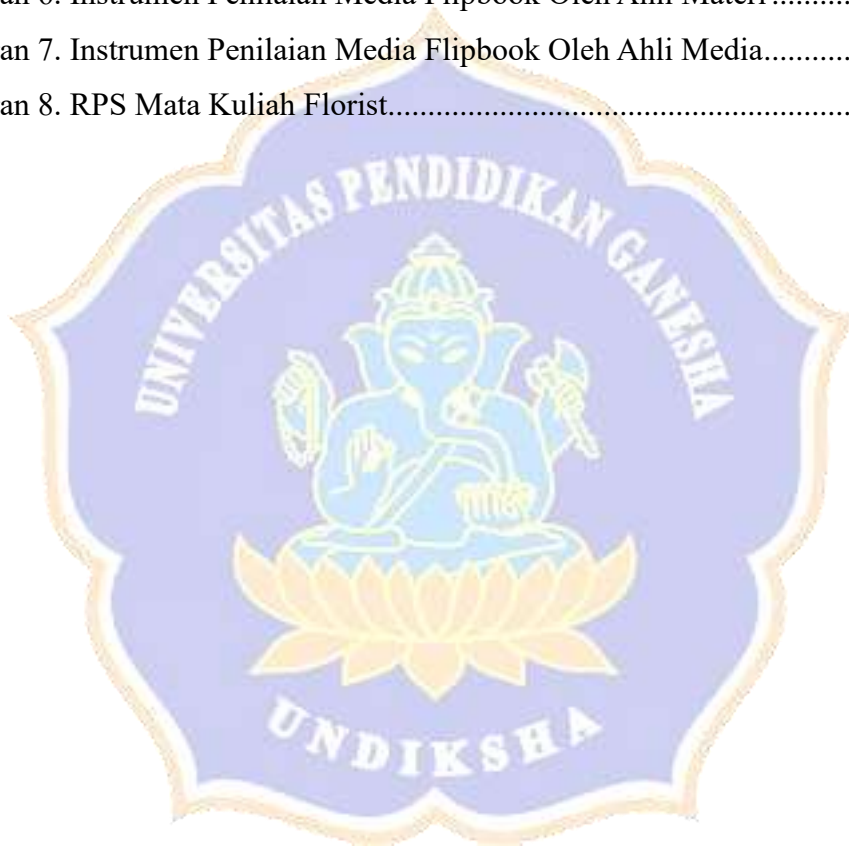 an 6. Instrumen Penilaian Media Flipbook Oleh Ahli Materi..........
an 7. Instrumen Penilaian Media Flipbook Oleh Ahli Media...........
an 8. RPS Mata Kuliah Florist..........................................................
UNIVERSITAS PENDIDIKAN GANESHA
UNDIKSHA